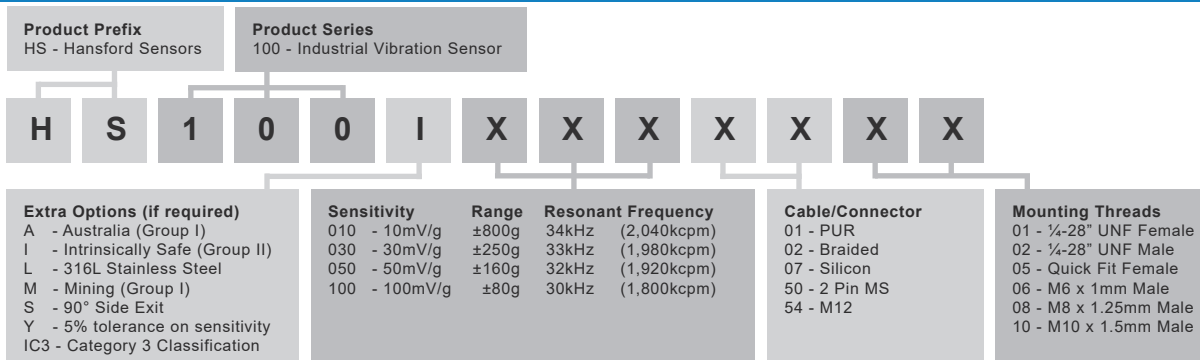 Product Prefix
HS - Hansford Sensors
Product Series
100 - Industrial Vibration Sensor
H S 1 0 0 I X X X X X X X
Extra Options (if required)
A - Australia (Group I)
I - Intrinsically Safe (Group II)
L - 316L Stainless Steel
M - Mining (Group I)
S - 90° Side Exit
Y - 5% tolerance on sensitivity
IC3 - Category 3 Classification
Sensitivity Range Resonant Frequency
010 - 10mV/g ±800g 34kHz (2,040kcpm)
030 - 30mV/g ±250g 33kHz (1,980kcpm)
050 - 50mV/g ±160g 32kHz (1,920kcpm)
100 - 100mV/g ±80g 30kHz (1,800kcpm)
Cable/Connector
01 - PUR
02 - Braided
07 - Silicon
50 - 2 Pin MS
54 - M12
Mounting Threads
01 - ¼-28” UNF Female
02 - ¼-28” UNF Male
05 - Quick Fit Female
06 - M6 x 1mm Male
08 - M8 x 1.25mm Male
10 - M10 x 1.5mm Male